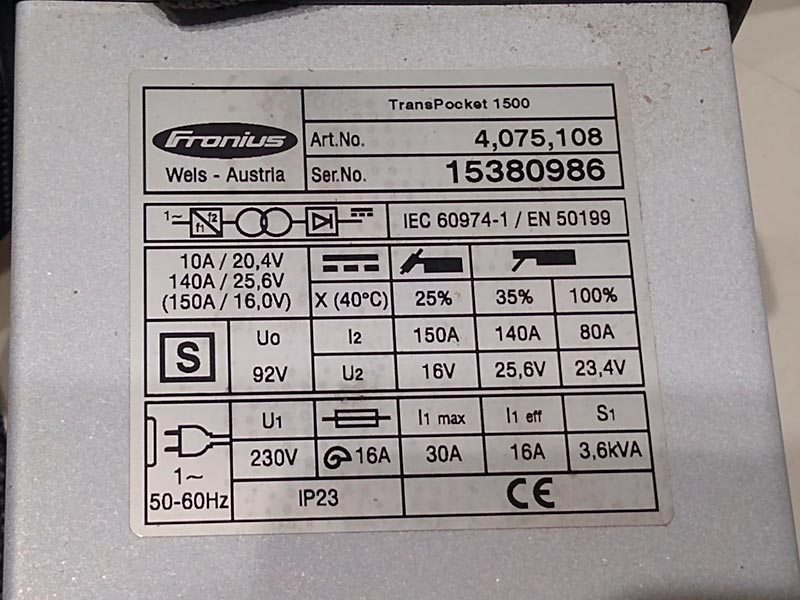 TransPocket 1500
Fronius
Wels - Austria
Art.No. 4,075,108
Ser.No. 15380986
1~ f1 f2
IEC 60974-1 / EN 50199
10A / 20,4V
140A / 25,6V
(150A / 16,0V)
X (40°C) 25% 35% 100%
S
U0 I2 150A 140A 80A
92V U2 16V 25,6V 23,4V
U1 I1 max I1 eff S1
230V 16A 30A 16A 3,6kVA
1~
50-60Hz
IP23
CE